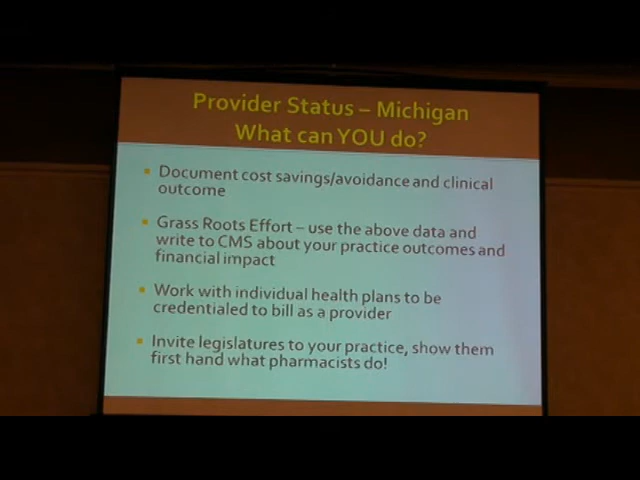 Provider Status – Michigan
What can YOU do?
▪ Document cost savings/avoidance and clinical
outcome
▪ Grass Roots Effort – use the above data and
write to CMS about your practice outcomes and
financial impact
▪ Work with individual health plans to be
credentialed to bill as a provider
▪ Invite legislatures to your practice, show them
first hand what pharmacists do!